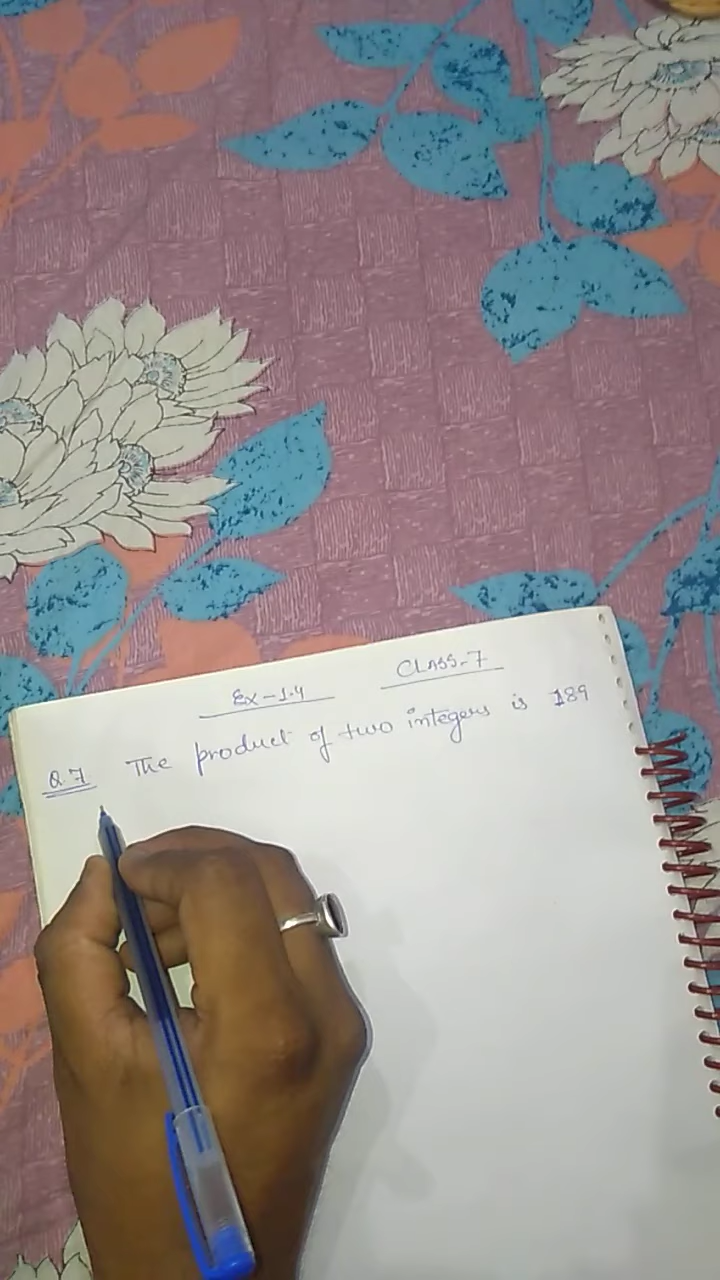 Ex-1.4 CLASS-7
Q.7 The product of two integers is 189